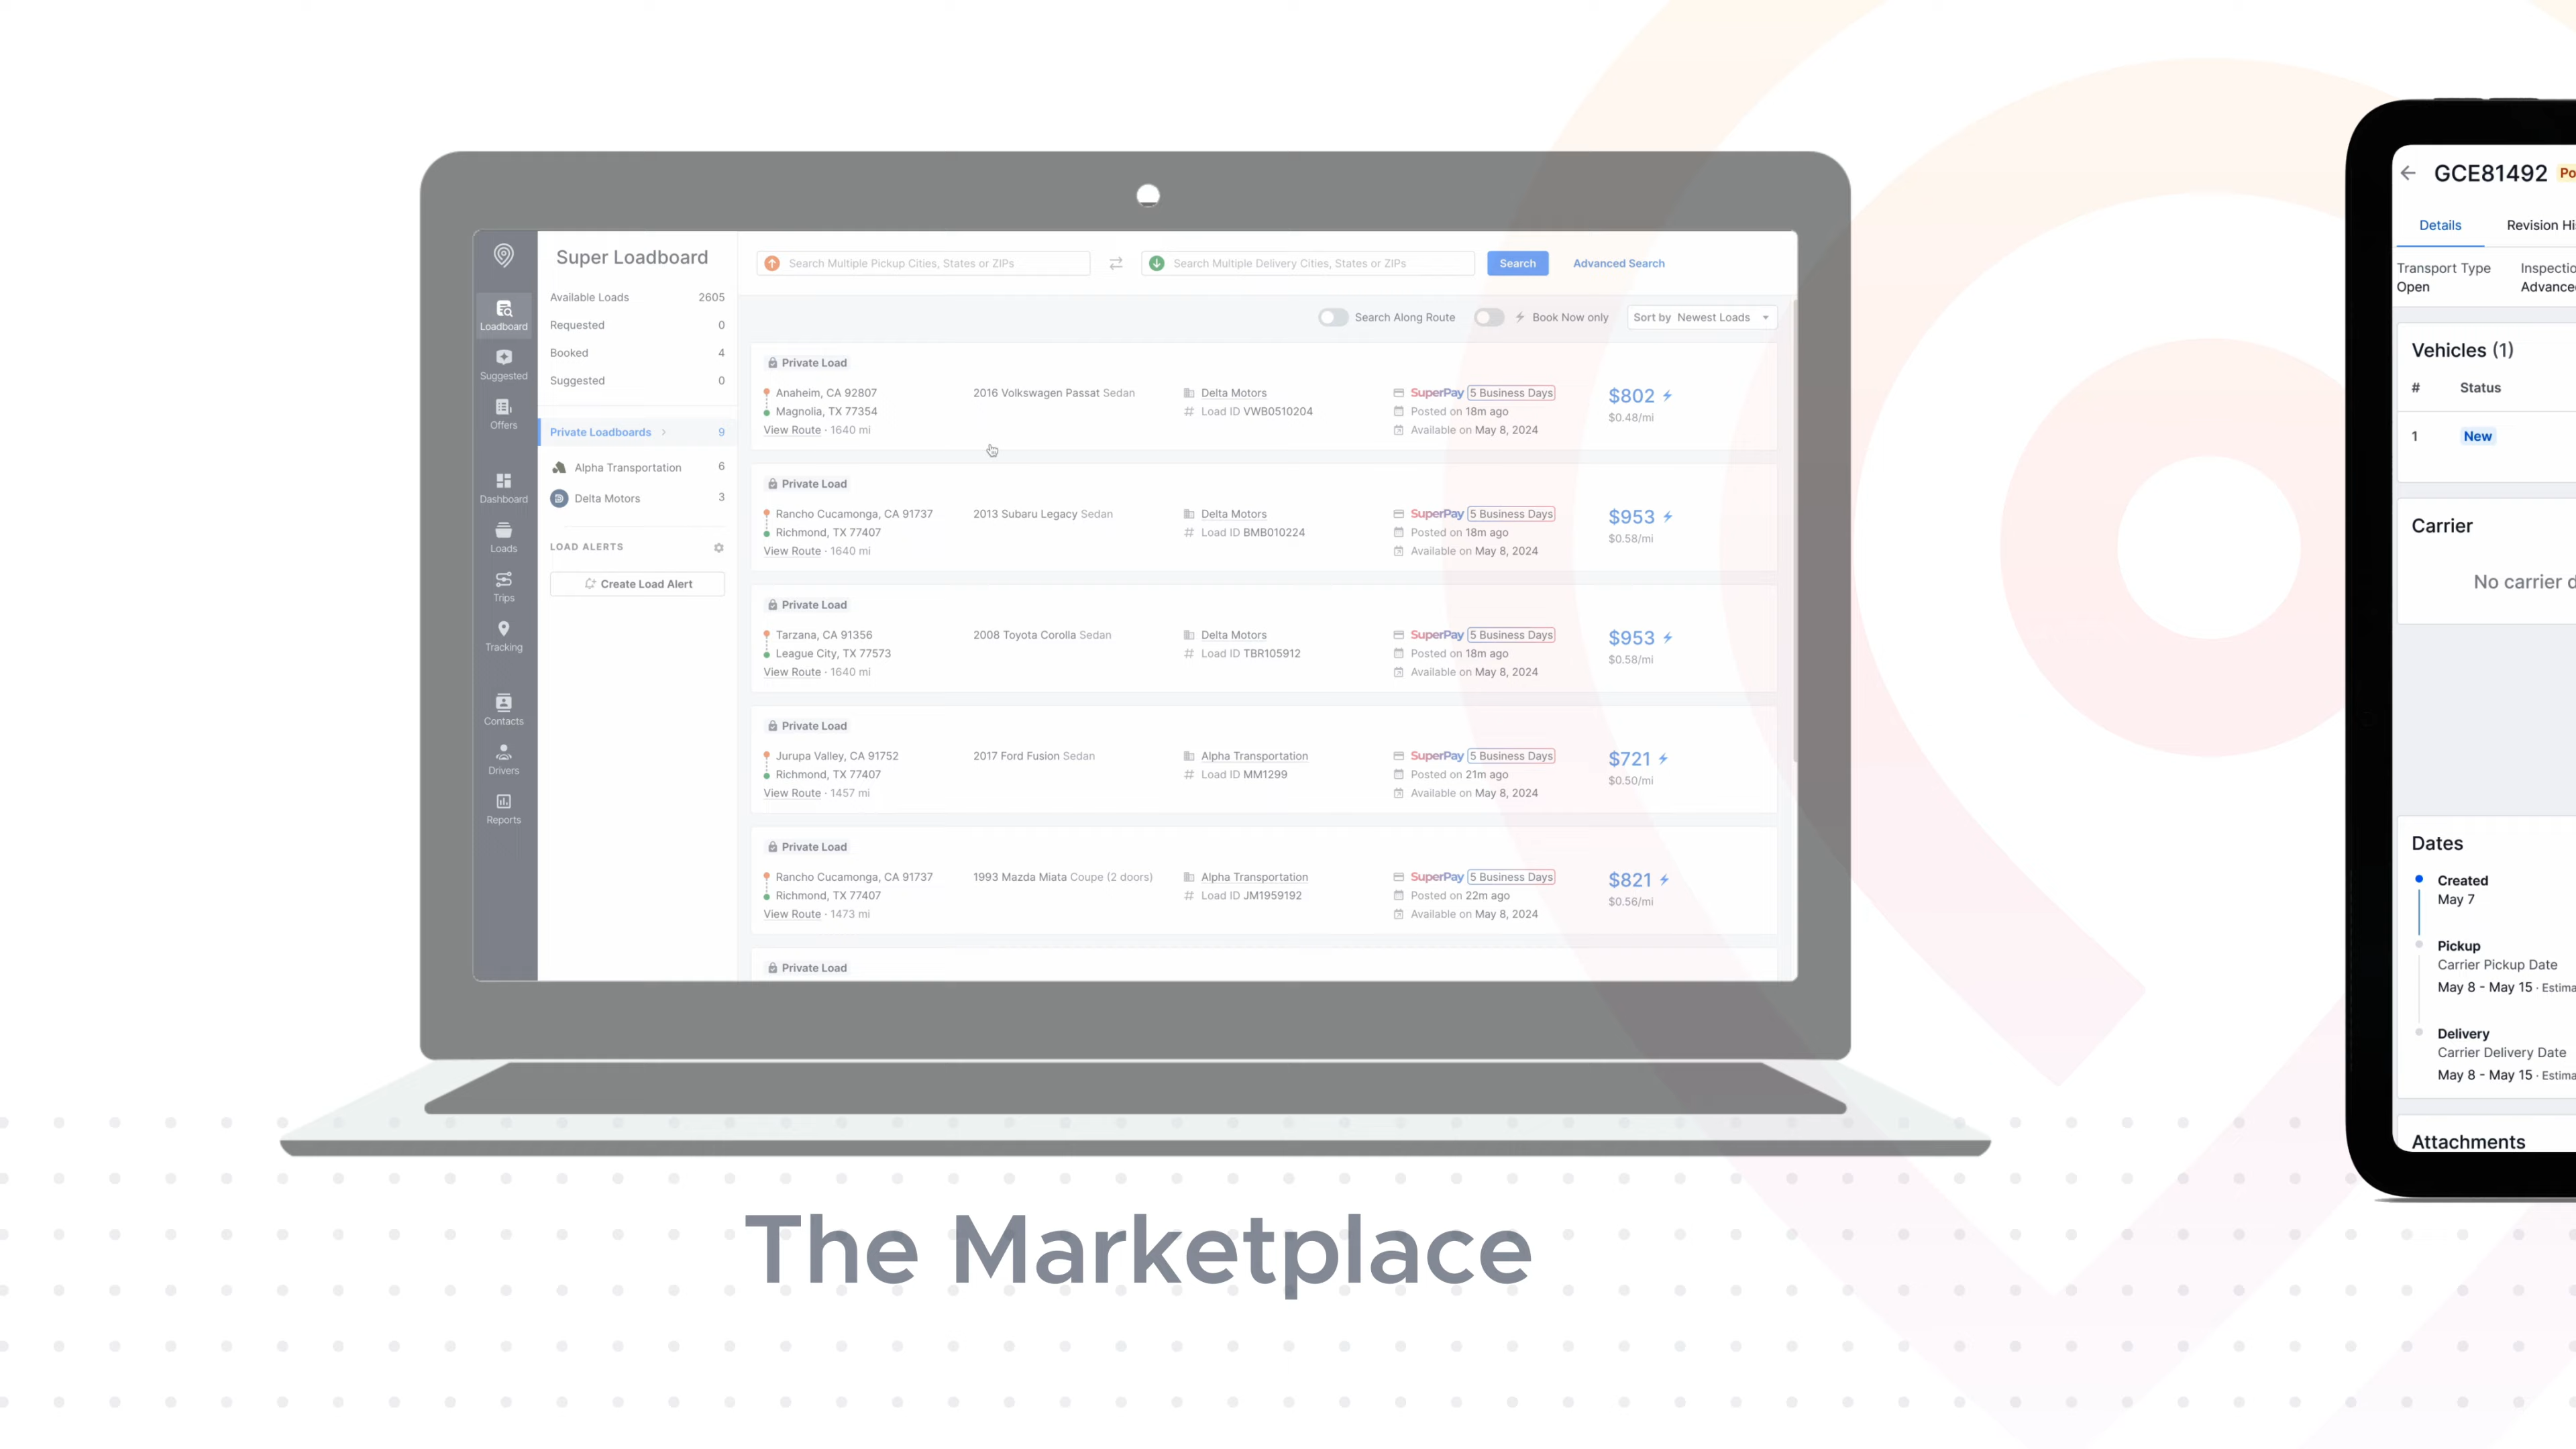 Super Loadboard
Available Loads 2605
Requested 0
Booked 4
Suggested 0
Private Loadboards 9
Alpha Transportation 6
Delta Motors 3
LOAD ALERTS
Create Load Alert
Loadboard
Suggested
Offers
Dashboard
Loads
Trips
Tracking
Contacts
Drivers
Reports
Search Multiple Pickup Cities, States or ZIPs
Search Multiple Delivery Cities, States or ZIPs
Search
Advanced Search
Search Along Route
Book Now only
Sort by Newest Loads
Private Load
Anaheim, CA 92807 2016 Volkswagen Passat Sedan Delta Motors SuperPay 5 Business Days $802
Magnolia, TX 77354 # Load ID VWB0510204 Posted on 18m ago $0.48/mi
View Route · 1640 mi Available on May 8, 2024
Private Load
Rancho Cucamonga, CA 91737 2013 Subaru Legacy Sedan Delta Motors SuperPay 5 Business Days $953
Richmond, TX 77407 # Load ID BMB010224 Posted on 18m ago $0.58/mi
View Route · 1640 mi Available on May 8, 2024
Private Load
Tarzana, CA 91356 2008 Toyota Corolla Sedan Delta Motors SuperPay 5 Business Days $953
League City, TX 77573 # Load ID TBR105912 Posted on 18m ago $0.58/mi
View Route · 1640 mi Available on May 8, 2024
Private Load
Jurupa Valley, CA 91752 2017 Ford Fusion Sedan Alpha Transportation SuperPay 5 Business Days $721
Richmond, TX 77407 # Load ID MM1299 Posted on 21m ago $0.50/mi
View Route · 1457 mi Available on May 8, 2024
Private Load
Rancho Cucamonga, CA 91737 1993 Mazda Miata Coupe (2 doors) Alpha Transportation SuperPay 5 Business Days $821
Richmond, TX 77407 # Load ID JM1959192 Posted on 22m ago $0.56/mi
View Route · 1473 mi Available on May 8, 2024
Private Load
The Marketplace
GCE81492
Details Revision
Transport Type
Open
Vehicles (1)
# Status
1 New
Carrier
No carrier
Dates
Created
May 7
Pickup
Carrier Pickup Date
May 8 - May 15 ·
Delivery
Carrier Delivery Date
May 8 - May 15 ·
Attachments